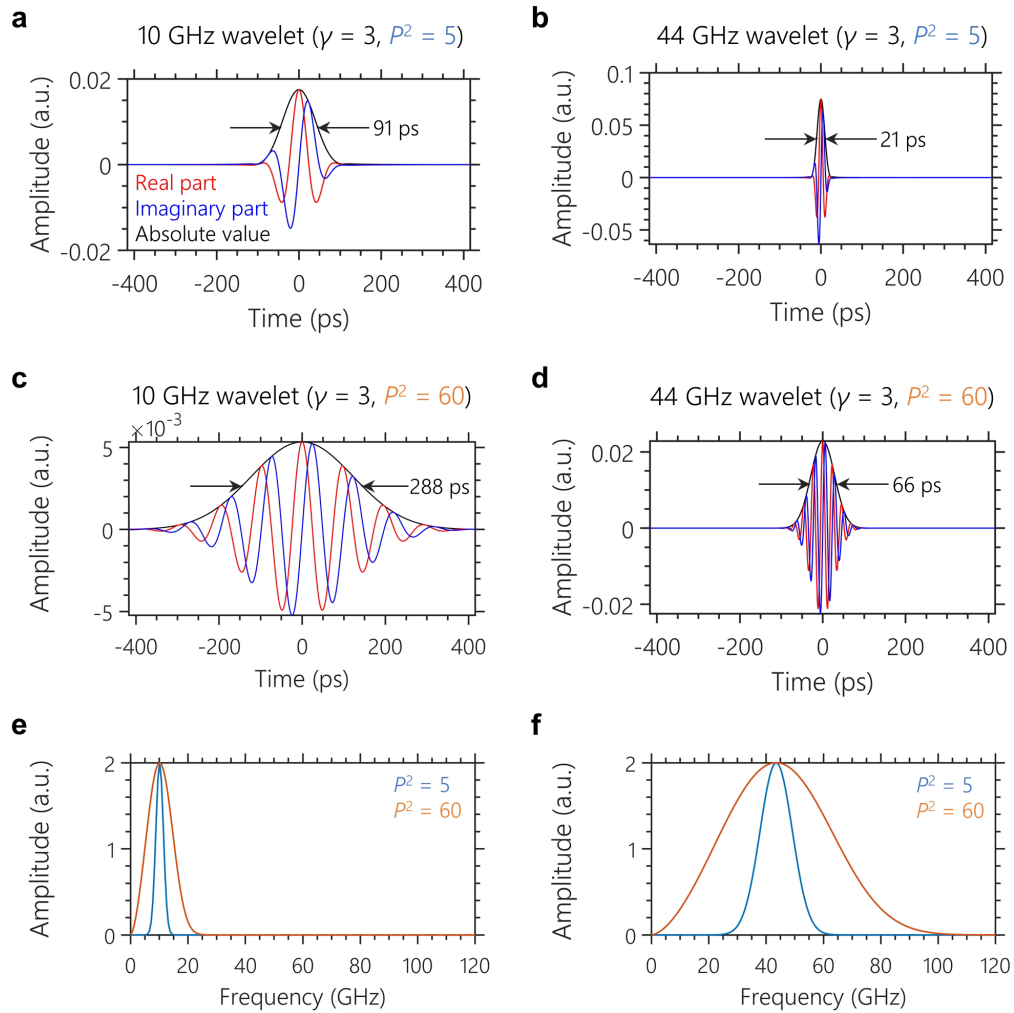 a
10 GHz wavelet (γ = 3, P² = 5)
Amplitude (a.u.)
0.02
0
-0.02
91 ps
Real part
Imaginary part
Absolute value
-400 -200 0 200 400
Time (ps)
b
44 GHz wavelet (γ = 3, P² = 5)
Amplitude (a.u.)
0.1
0.05
0
-0.05
21 ps
-400 -200 0 200 400
Time (ps)
c
10 GHz wavelet (γ = 3, P² = 60)
×10⁻³
Amplitude (a.u.)
5
0
-5
288 ps
-400 -200 0 200 400
Time (ps)
d
44 GHz wavelet (γ = 3, P² = 60)
Amplitude (a.u.)
0.02
0
-0.02
66 ps
-400 -200 0 200 400
Time (ps)
e
Amplitude (a.u.)
2
1
0
P² = 5
P² = 60
0 20 40 60 80 100 120
Frequency (GHz)
f
Amplitude (a.u.)
2
1
0
P² = 5
P² = 60
0 20 40 60 80 100 120
Frequency (GHz)